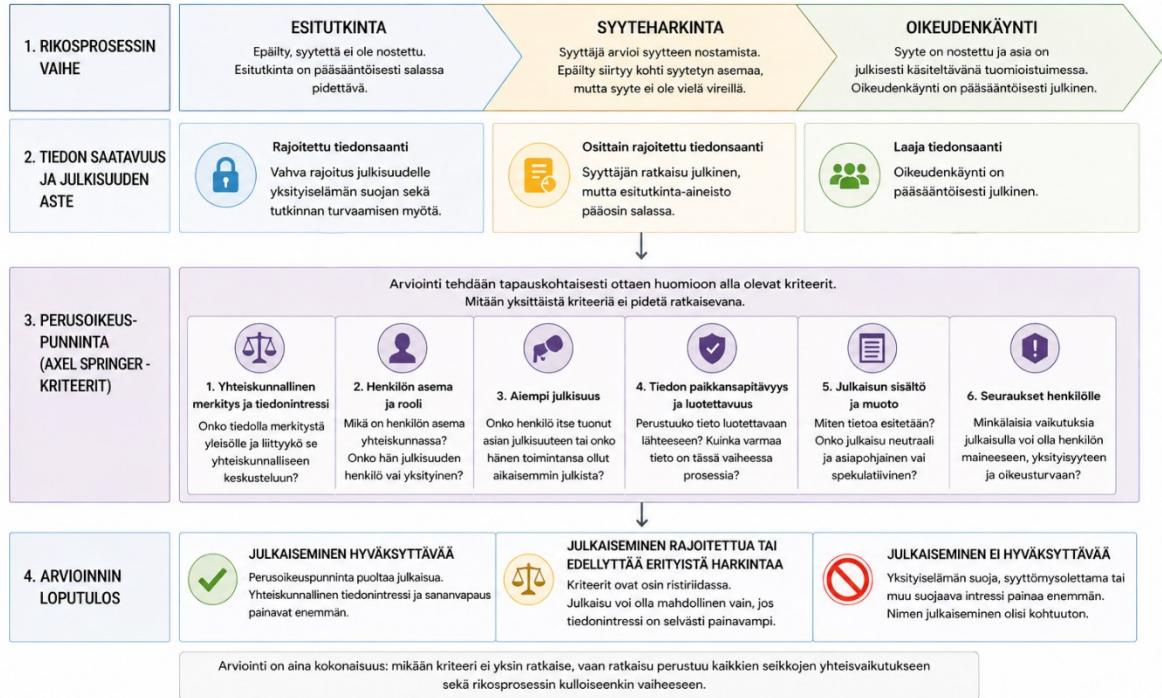 1. RIKOSPROSESSIN
VAIHE
ESITUTKINTA
Epäilty, syytettä ei ole nostettu.
Esitutkinta on pääsääntöisesti salassa
pidettävä.
SYYTEHARKINTA
Syyttäjä arvioi syytteen nostamista.
Epäilty siirtyy kohti syytetyn asemaa,
mutta syyte ei ole vielä vireillä.
OIKEUDENKÄYNTI
Syyte on nostettu ja asia on
julkisesti käsiteltävänä tuomioistuimessa.
Oikeudenkäynti on pääsääntöisesti julkinen.
2. TIEDON SAATAVUUS
JA JULKISUUDEN
ASTE
Rajoitettu tiedonsaanti
Vahva rajoitus julkisuudelle
yksityiselämän suojan sekä
tutkinnan turvaamisen myötä.
Osittain rajoitettu tiedonsaanti
Syyttäjän ratkaisu julkinen,
mutta esitutkinta-aineisto
pääosin salassa.
Laaja tiedonsaanti
Oikeudenkäynti on
pääsääntöisesti julkinen.
3. PERUSOIKEUS-
PUNNINTA
(AXEL SPRINGER -
KRITEERIT)
Arviointi tehdään tapauskohtaisesti ottaen huomioon alla olevat kriteerit.
Mitään yksittäistä kriteeriä ei pidetä ratkaisevana.
1. Yhteiskunnallinen
merkitys ja tiedonintressi
Onko tiedolla merkitystä
yleisölle ja liittyykö se
yhteiskunnalliseen
keskusteluun?
2. Henkilön asema
ja rooli
Mikä on henkilön asema
yhteiskunnassa?
Onko hän julkisuuden
henkilö vai yksityinen?
3. Aiempi julkisuus
Onko henkilö itse tuonut
asian julkisuuteen tai onko
hänen toimintansa ollut
aikaisemmin julkista?
4. Tiedon paikkansapitävyys
ja luotettavuus
Perustuuko tieto luotettavaan
lähteeseen? Kuinka varmaa
tieto on tässä vaiheessa
prosessia?
5. Julkaisun sisältö
ja muoto
Miten tietoa esitetään?
Onko julkaisu neutraali
ja asiapohjainen vai
spekulatiivinen?
6. Seuraukset henkilölle
Minkälaisia vaikutuksia
julkaisulla voi olla henkilön
maineeseen, yksityisyyteen
ja oikeusturvaan?
4. ARVIOINNIN
LOPUTULOS
JULKAISEMINEN HYVÄKSYTTÄVÄÄ
Perusoikeuspunninta puoltaa julkaisua.
Yhteiskunnallinen tiedonintressi ja sananvapaus
painavat enemmän.
JULKAISEMINEN RAJOITETTUA TAI
EDELLYTTÄÄ ERITYISTÄ HARKINTAA
Kriteerit ovat osin ristiriidassa.
Julkaisu voi olla mahdollinen vain, jos
tiedonintressi on selvästi painavampi.
JULKAISEMINEN EI HYVÄKSYTTÄVÄÄ
Yksityiselämän suoja, syyttömysolettama tai
muu suojaava intressi painaa enemmän.
Nimen julkaiseminen olisi kohtuuton.
Arviointi on aina kokonaisuus: mikään kriteeri ei yksin ratkaise, vaan ratkaisu perustuu kaikkien seikkojen yhteisvaikutukseen
sekä rikosprosessin kulloiseenkin vaiheeseen.